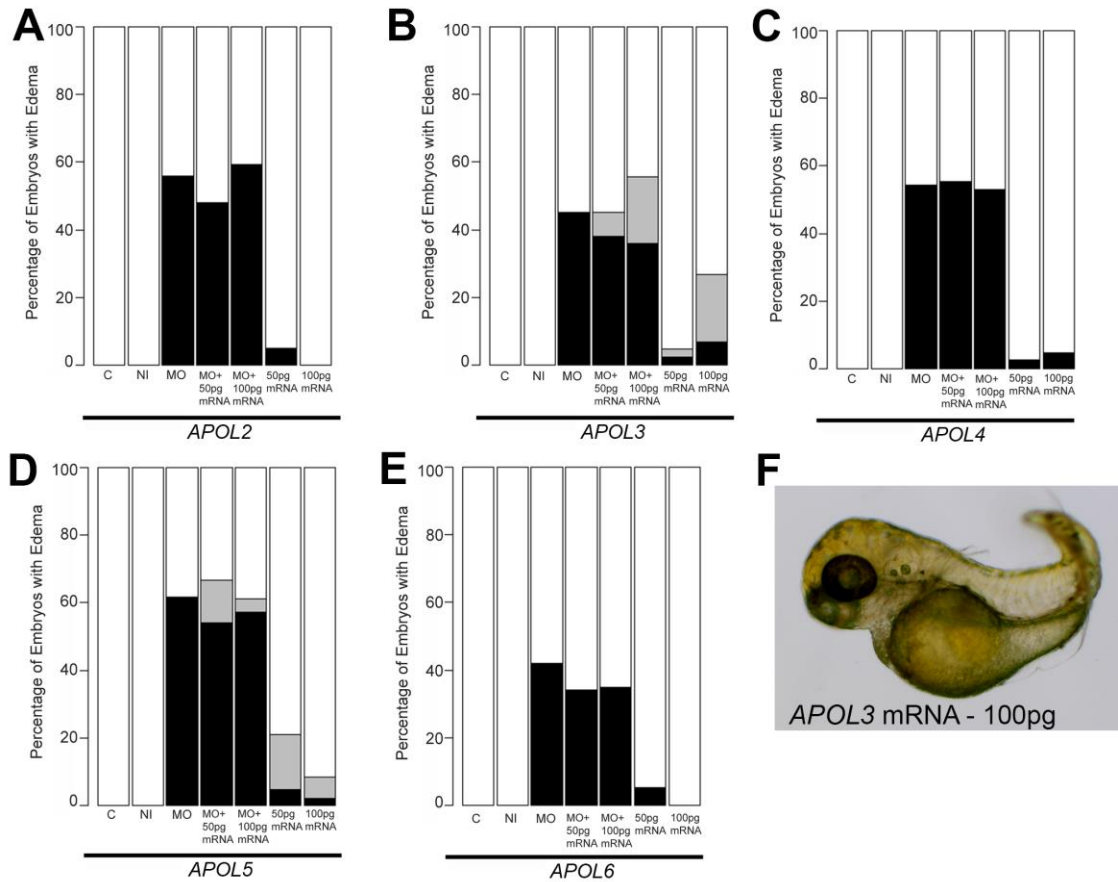 A
Percentage of Embryos with Edema
100
80
60
40
20
0
C NI MO MO+ 50pg mRNA MO+ 100pg mRNA 50pg mRNA 100pg mRNA
APOL2
B
Percentage of Embryos with Edema
100
80
60
40
20
0
C NI MO MO+ 50pg mRNA MO+ 100pg mRNA 50pg mRNA 100pg mRNA
APOL3
C
Percentage of Embryos with Edema
100
80
60
40
20
0
C NI MO MO+ 50pg mRNA MO+ 100pg mRNA 50pg mRNA 100pg mRNA
APOL4
D
Percentage of Embryos with Edema
100
80
60
40
20
0
C NI MO MO+ 50pg mRNA MO+ 100pg mRNA 50pg mRNA 100pg mRNA
APOL5
E
Percentage of Embryos with Edema
100
80
60
40
20
0
C NI MO MO+ 50pg mRNA MO+ 100pg mRNA 50pg mRNA 100pg mRNA
APOL6
F
APOL3 mRNA - 100pg